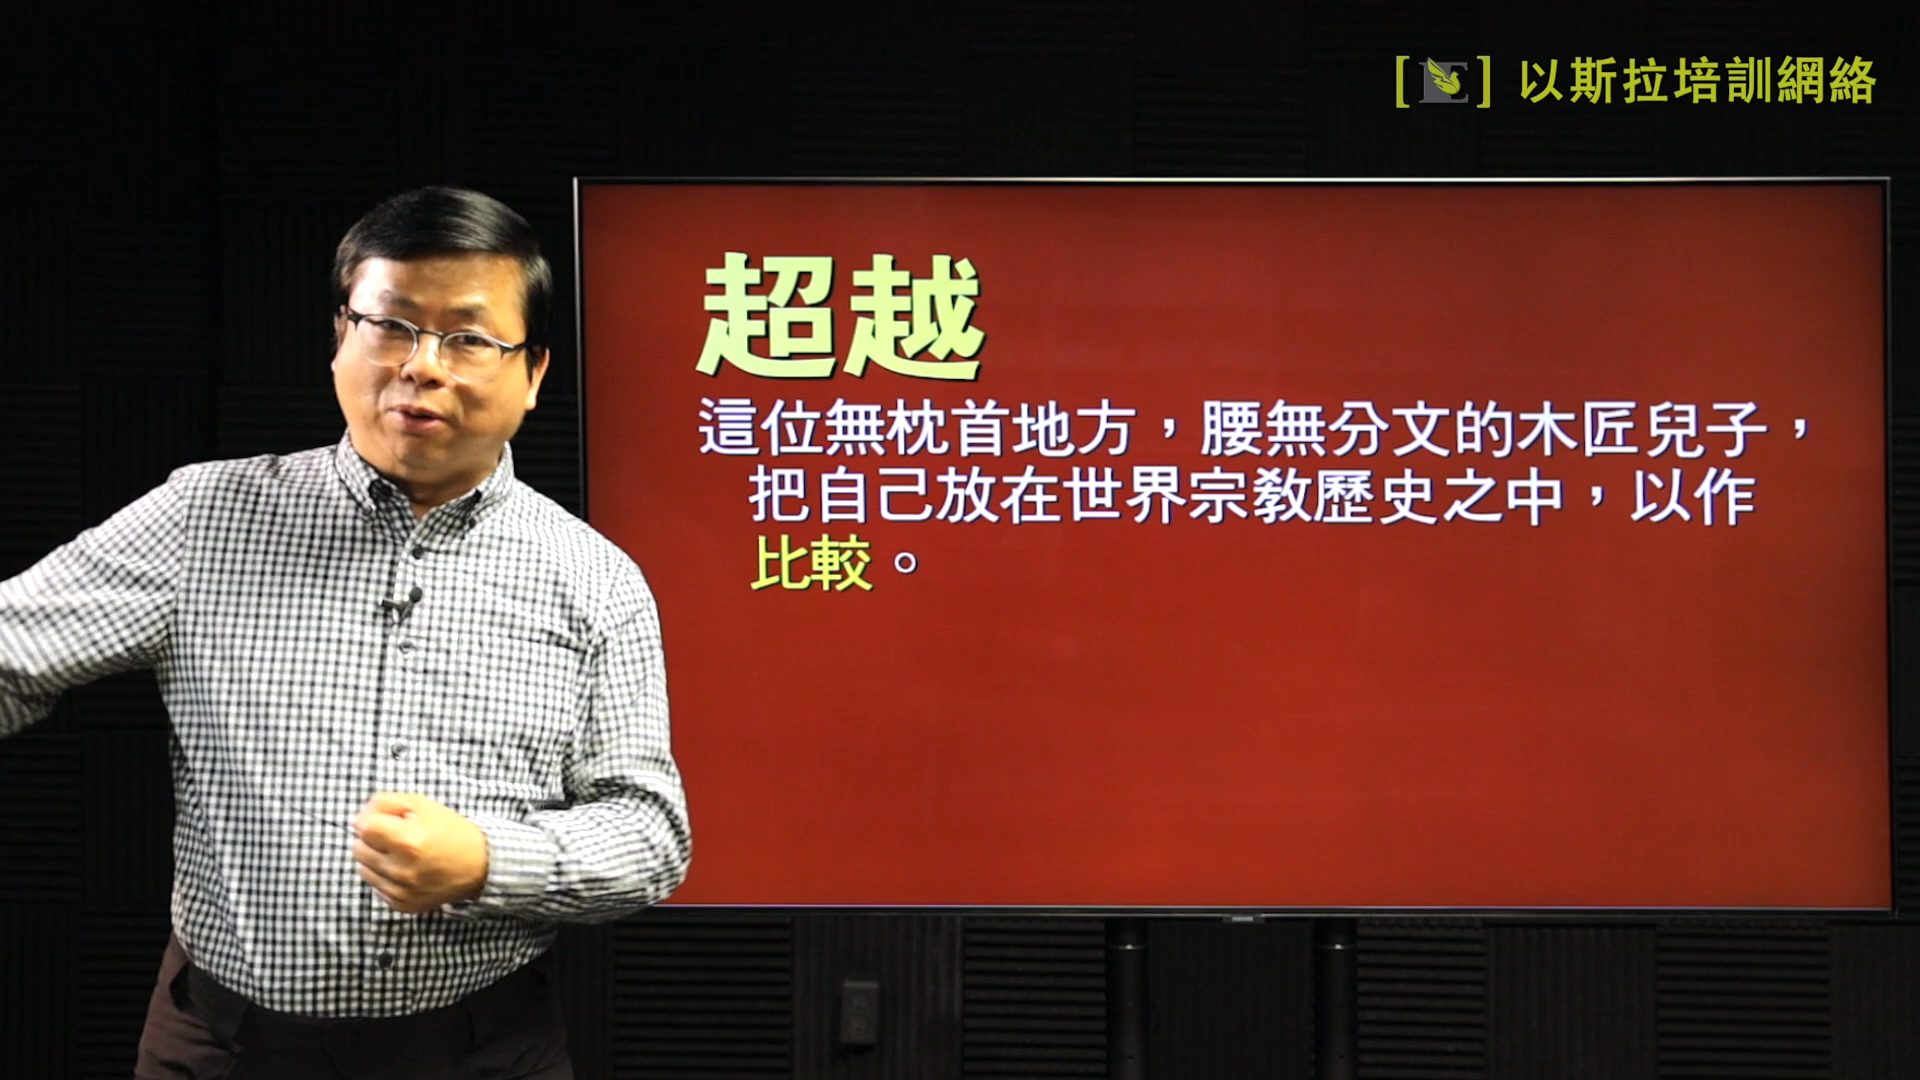 [E] 以斯拉培訓網絡
超越
這位無枕首地方，腰無分文的木匠兒子，
把自己放在世界宗教歷史之中，以作
比較。